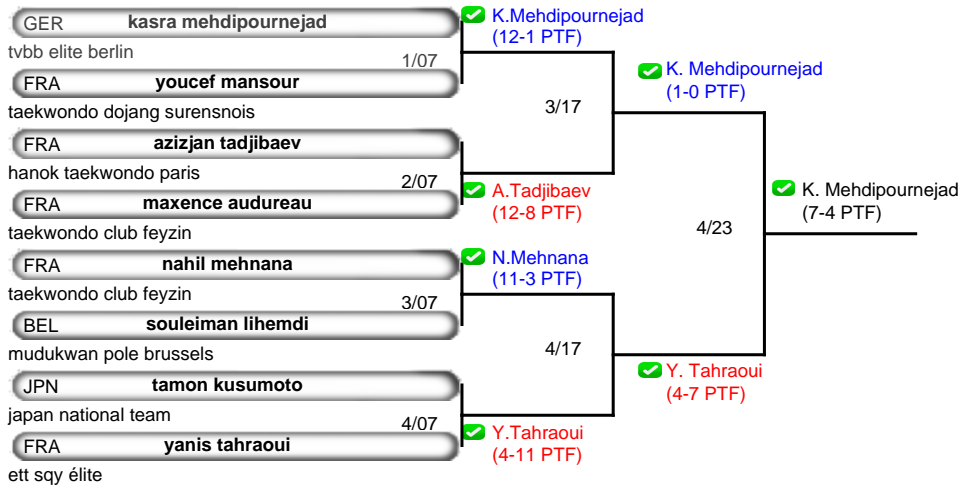 GER kasra mehdipournejad
tvbb elite berlin
1/07
FRA youcef mansour
taekwondo dojang suresnois
FRA azizjan tadjibaev
hanok taekwondo paris
2/07
FRA maxence audureau
taekwondo club feyzin
FRA nahil mehnana
taekwondo club feyzin
3/07
BEL souleiman lihemdi
mudukwan pole brussels
JPN tamon kusumoto
japan national team
4/07
FRA yanis tahraoui
ett sqy élite
K.Mehdipournejad
(12-1 PTF)
3/17
A.Tadjibaev
(12-8 PTF)
N.Mehnana
(11-3 PTF)
4/17
Y.Tahraoui
(4-11 PTF)
K. Mehdipournejad
(1-0 PTF)
4/23
Y. Tahraoui
(4-7 PTF)
K. Mehdipournejad
(7-4 PTF)